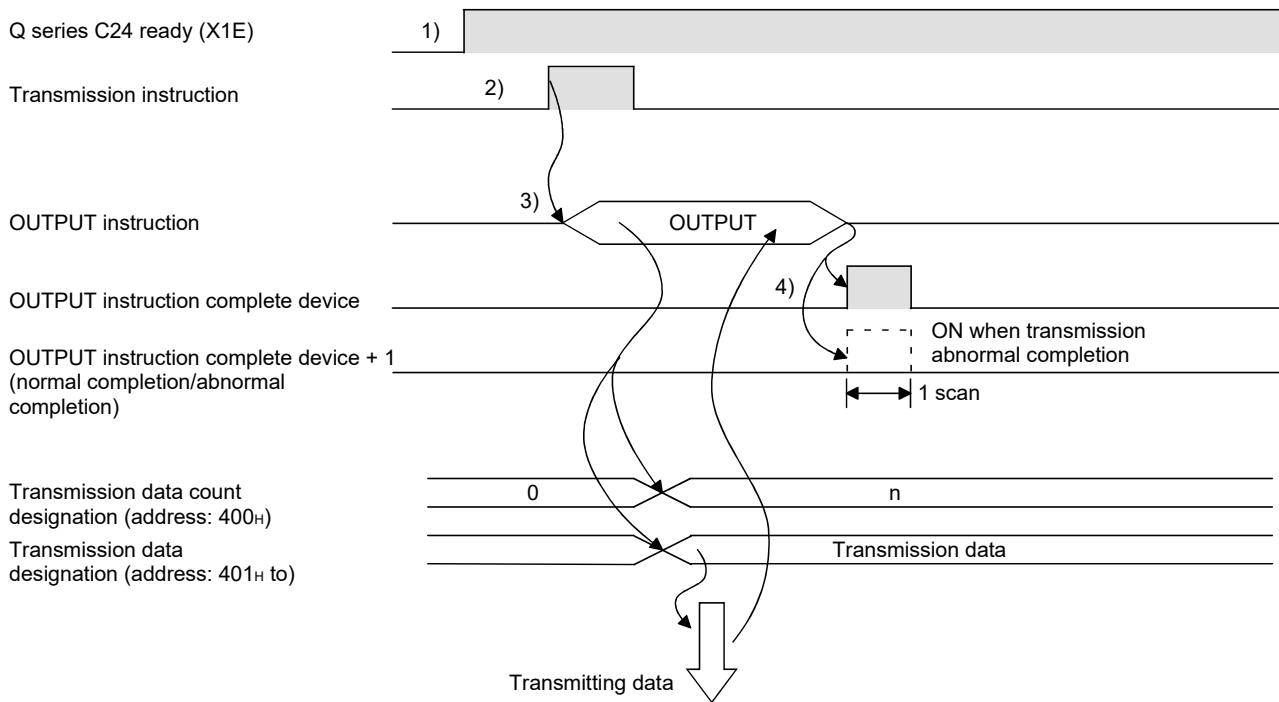 Q series C24 ready (X1E)
1)
Transmission instruction
2)
3)
OUTPUT instruction
OUTPUT
4)
OUTPUT instruction complete device
ON when transmission
abnormal completion
OUTPUT instruction complete device + 1
(normal completion/abnormal
completion)
1 scan
Transmission data count
designation (address: 400H)
0
n
Transmission data
designation (address: 401H to)
Transmission data
Transmitting data